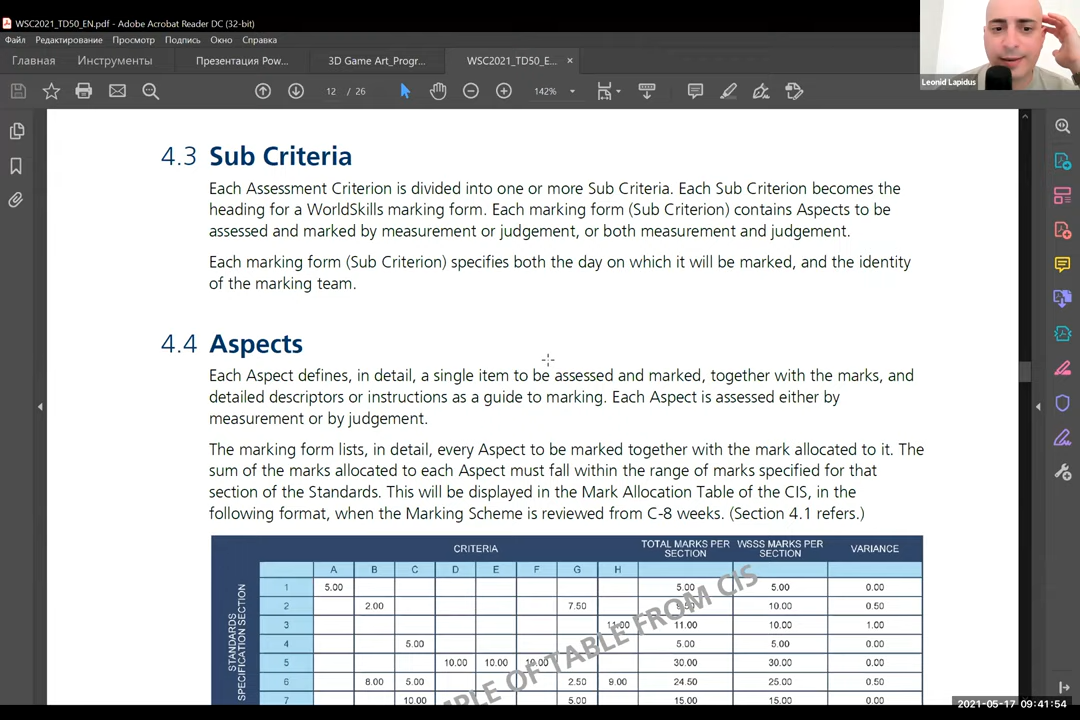 WSC2021_TD50_EN.pdf - Adobe Acrobat Reader DC (32-bit)
Файл Редактирование Просмотр Подпись Окно Справка
Главная Инструменты Презентация Pow... 3D Game Art_Progr... WSC2021_TD50_E... ×
12 / 26 142%
Leonid Lapidus
4.3 Sub Criteria
Each Assessment Criterion is divided into one or more Sub Criteria. Each Sub Criterion becomes the
heading for a WorldSkills marking form. Each marking form (Sub Criterion) contains Aspects to be
assessed and marked by measurement or judgement, or both measurement and judgement.
Each marking form (Sub Criterion) specifies both the day on which it will be marked, and the identity
of the marking team.
4.4 Aspects
Each Aspect defines, in detail, a single item to be assessed and marked, together with the marks, and
detailed descriptors or instructions as a guide to marking. Each Aspect is assessed either by
measurement or by judgement.
The marking form lists, in detail, every Aspect to be marked together with the mark allocated to it. The
sum of the marks allocated to each Aspect must fall within the range of marks specified for that
section of the Standards. This will be displayed in the Mark Allocation Table of the CIS, in the
following format, when the Marking Scheme is reviewed from C-8 weeks. (Section 4.1 refers.)
CRITERIA TOTAL MARKS PER SECTION WSSS MARKS PER SECTION VARIANCE
A B C D E F G H
STANDARDS SPECIFICATION SECTION
1 5.00 5.00 5.00 0.00
2 2.00 7.50 10.00 0.50
3 11.00 11.00 10.00 1.00
4 5.00 5.00 5.00 0.00
5 10.00 10.00 10.00 30.00 30.00 0.00
6 8.00 5.00 2.50 9.00 24.50 25.00 0.50
7 10.00 5.00 15.00 15.00 0.00
MPLE OF TABLE FROM CIS
2021-05-17 09:41:54